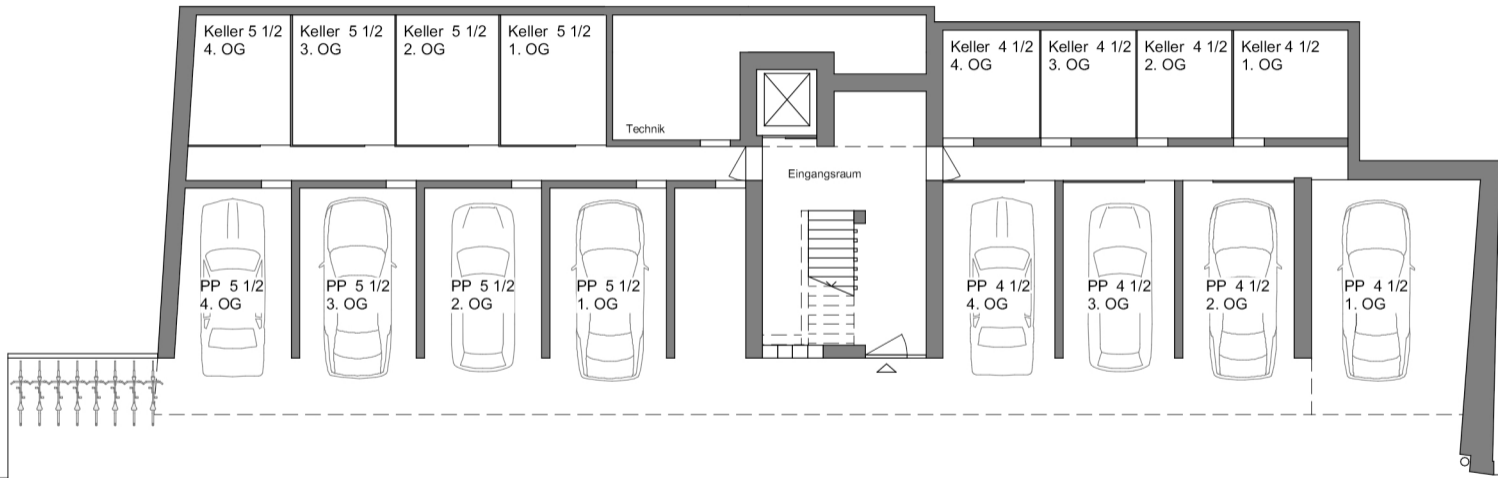 Keller 5 1/2
4. OG
Keller 5 1/2
3. OG
Keller 5 1/2
2. OG
Keller 5 1/2
1. OG
Keller 4 1/2
4. OG
Keller 4 1/2
3. OG
Keller 4 1/2
2. OG
Keller 4 1/2
1. OG
Technik
Eingangsraum
PP 5 1/2
4. OG
PP 5 1/2
3. OG
PP 5 1/2
2. OG
PP 5 1/2
1. OG
PP 4 1/2
4. OG
PP 4 1/2
3. OG
PP 4 1/2
2. OG
PP 4 1/2
1. OG